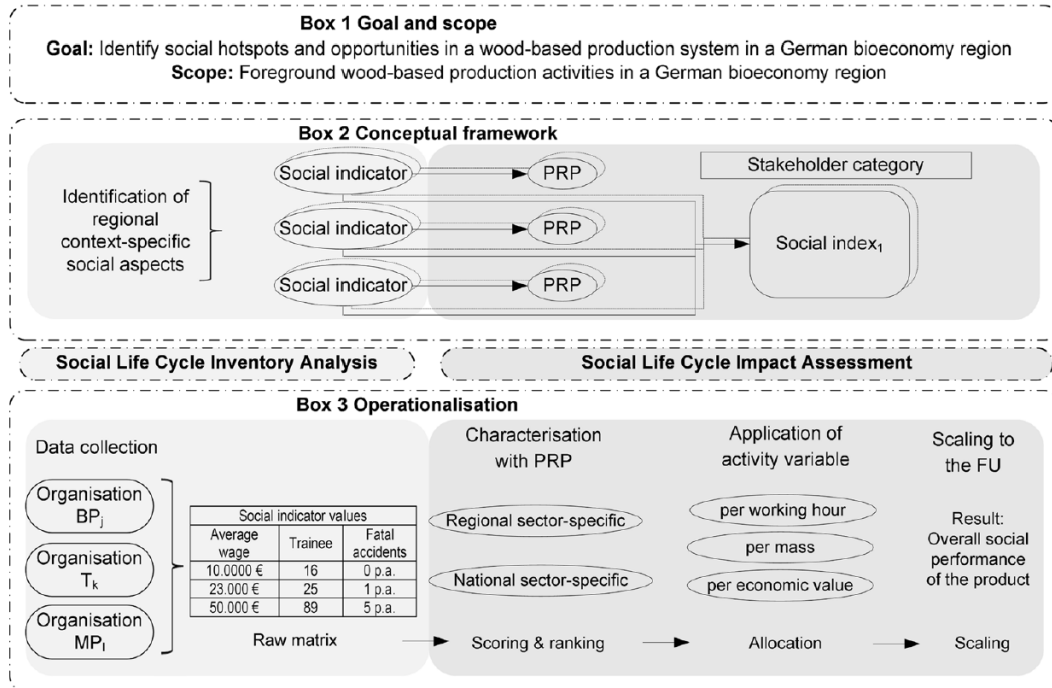 Box 1 Goal and scope
Goal: Identify social hotspots and opportunities in a wood-based production system in a German bioeconomy region
Scope: Foreground wood-based production activities in a German bioeconomy region
Box 2 Conceptual framework
Identification of
regional
context-specific
social aspects
Social indicator
PRP
Social indicator
PRP
Social indicator
PRP
Stakeholder category
Social index1
Social Life Cycle Inventory Analysis
Social Life Cycle Impact Assessment
Box 3 Operationalisation
Data collection
Organisation
BPj
Organisation
Tk
Organisation
MPl
Social indicator values
Average
wage
Trainee
Fatal
accidents
10.0000 €
16
0 p.a.
23.000 €
25
1 p.a.
50.000 €
89
5 p.a.
Raw matrix
Characterisation
with PRP
Regional sector-specific
National sector-specific
Scoring & ranking
Application of
activity variable
per working hour
per mass
per economic value
Allocation
Scaling to
the FU
Result:
Overall social
performance
of the product
Scaling